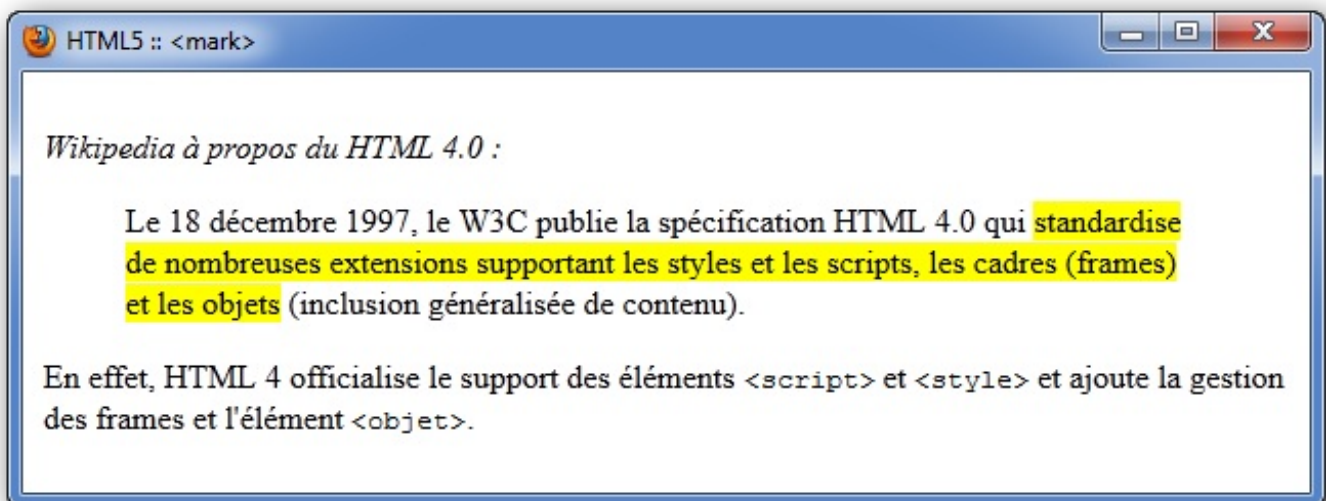 HTML5 :: <mark>
Wikipedia à propos du HTML 4.0 :
Le 18 décembre 1997, le W3C publie la spécification HTML 4.0 qui standardise
de nombreuses extensions supportant les styles et les scripts, les cadres (frames)
et les objets (inclusion généralisée de contenu).
En effet, HTML 4 officialise le support des éléments <script> et <style> et ajoute la gestion
des frames et l'élément <objet>.